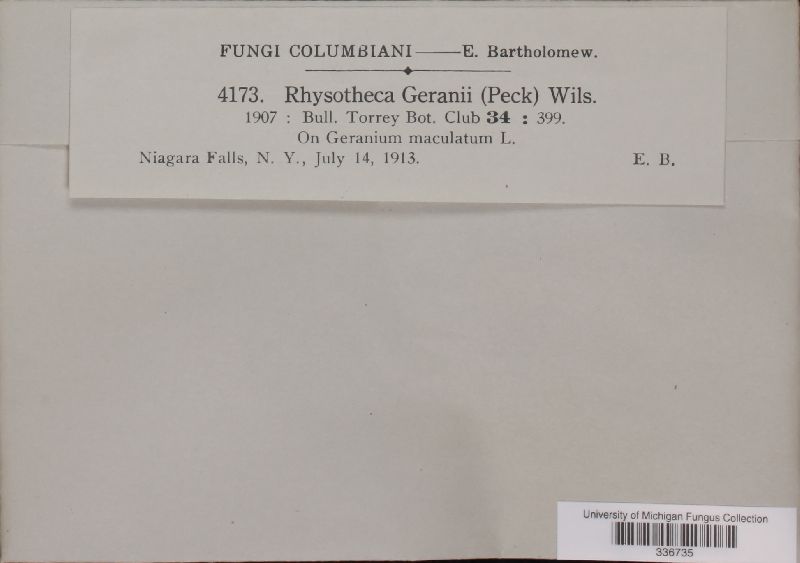 FUNGI COLUMBIANI——E. Bartholomew.
4173. Rhysotheca Geranii (Peck) Wils.
1907 : Bull. Torrey Bot. Club 34 : 399.
On Geranium maculatum L.
Niagara Falls, N. Y., July 14, 1913. E. B.
University of Michigan Fungus Collection
336735